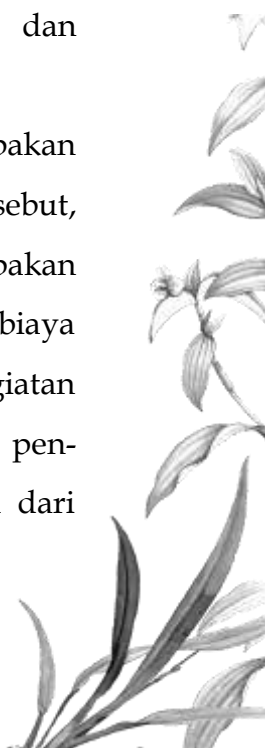 dan
pakan
sebut,
pakan
biaya
giatan
pen-
dari